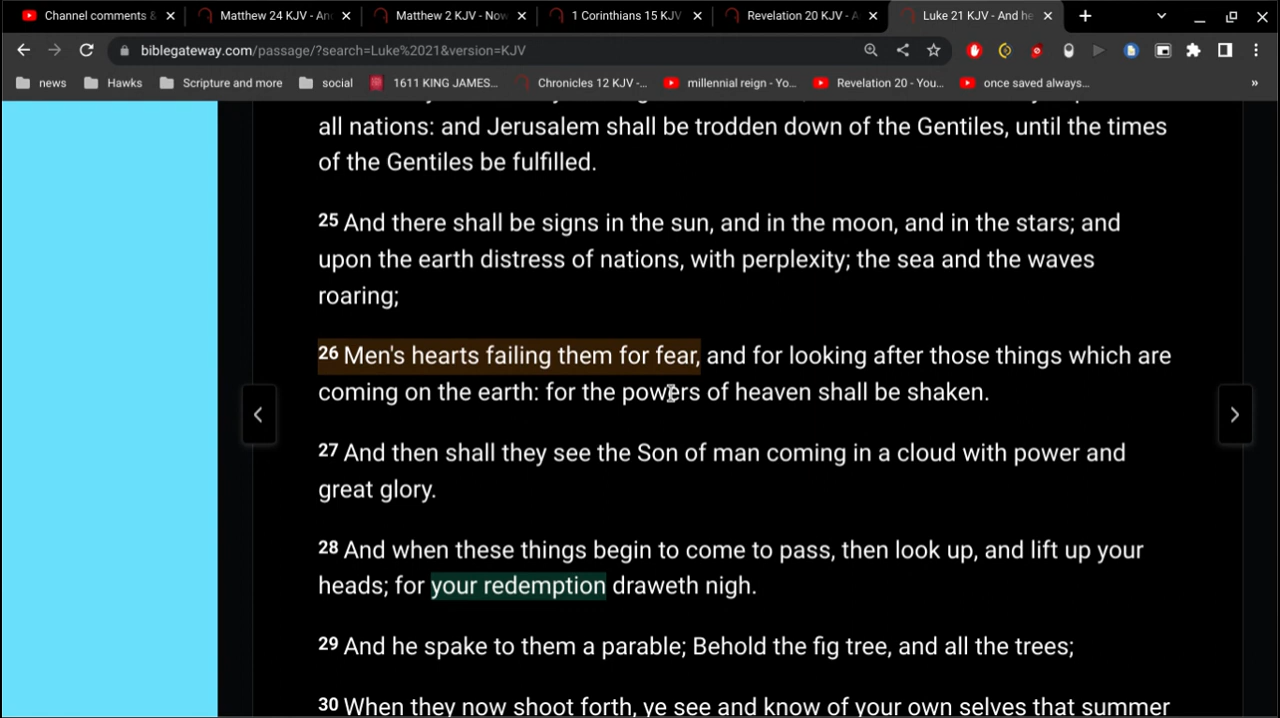 Channel comments &
Matthew 24 KJV - An
Matthew 2 KJV - Now
1 Corinthians 15 KJV
Revelation 20 KJV - A
Luke 21 KJV - And he
biblegateway.com/passage/?search=Luke%2021&version=KJV
news
Hawks
Scripture and more
social
1611 KING JAMES...
Chronicles 12 KJV -...
millennial reign - Yo...
Revelation 20 - You...
once saved always...
all nations: and Jerusalem shall be trodden down of the Gentiles, until the times
of the Gentiles be fulfilled.
25 And there shall be signs in the sun, and in the moon, and in the stars; and
upon the earth distress of nations, with perplexity; the sea and the waves
roaring;
26 Men's hearts failing them for fear, and for looking after those things which are
coming on the earth: for the powers of heaven shall be shaken.
27 And then shall they see the Son of man coming in a cloud with power and
great glory.
28 And when these things begin to come to pass, then look up, and lift up your
heads; for your redemption draweth nigh.
29 And he spake to them a parable; Behold the fig tree, and all the trees;
30 When they now shoot forth, ye see and know of your own selves that summer